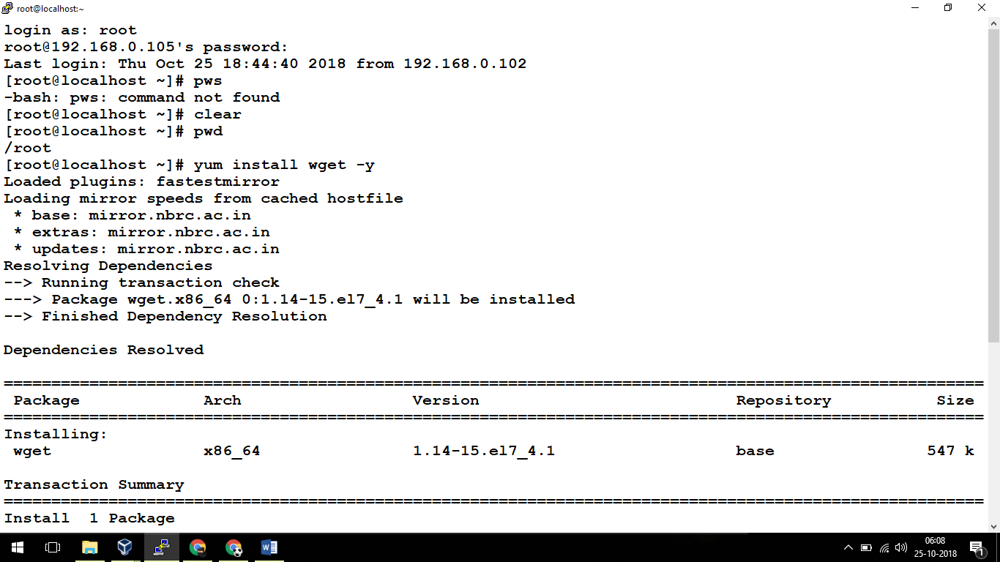 root@localhost:~
login as: root
root@192.168.0.105's password:
Last login: Thu Oct 25 18:44:40 2018 from 192.168.0.102
[root@localhost ~]# pws
-bash: pws: command not found
[root@localhost ~]# clear
[root@localhost ~]# pwd
/root
[root@localhost ~]# yum install wget -y
Loaded plugins: fastestmirror
Loading mirror speeds from cached hostfile
 * base: mirror.nbrc.ac.in
 * extras: mirror.nbrc.ac.in
 * updates: mirror.nbrc.ac.in
Resolving Dependencies
--> Running transaction check
---> Package wget.x86_64 0:1.14-15.el7_4.1 will be installed
--> Finished Dependency Resolution
Dependencies Resolved
=======================================================================================================
Package Arch Version Repository Size
=======================================================================================================
Installing:
wget x86_64 1.14-15.el7_4.1 base 547 k
Transaction Summary
=======================================================================================================
Install  1 Package
06:08
25-10-2018
1